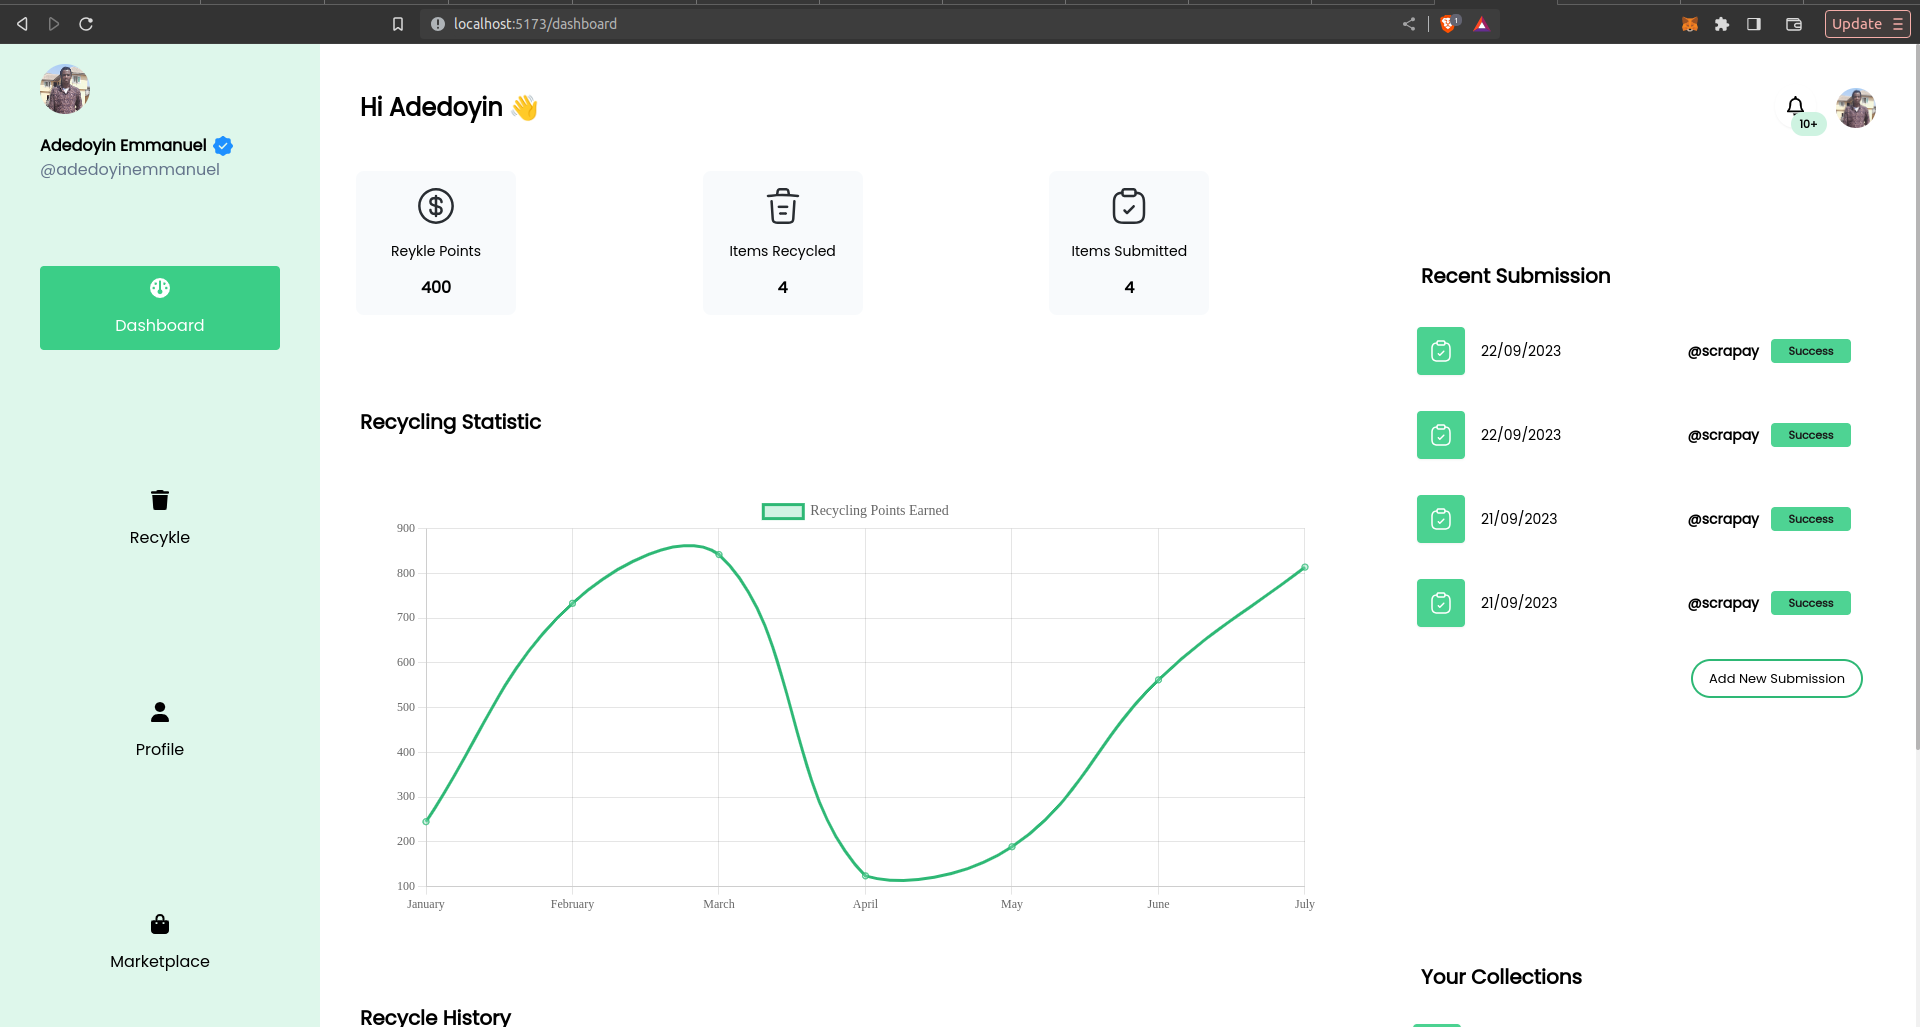 localhost:5173/dashboard
1
Update
Adedoyin Emmanuel
@adedoyinemmanuel
Dashboard
Recykle
Profile
Marketplace
Hi Adedoyin 👋
10+
Reykle Points
400
Items Recycled
4
Items Submitted
4
Recycling Statistic
Recycling Points Earned
900
800
700
600
500
400
300
200
100
January February March April May June July
Recycle History
Recent Submission
22/09/2023 @scrapay Success
22/09/2023 @scrapay Success
21/09/2023 @scrapay Success
21/09/2023 @scrapay Success
Add New Submission
Your Collections